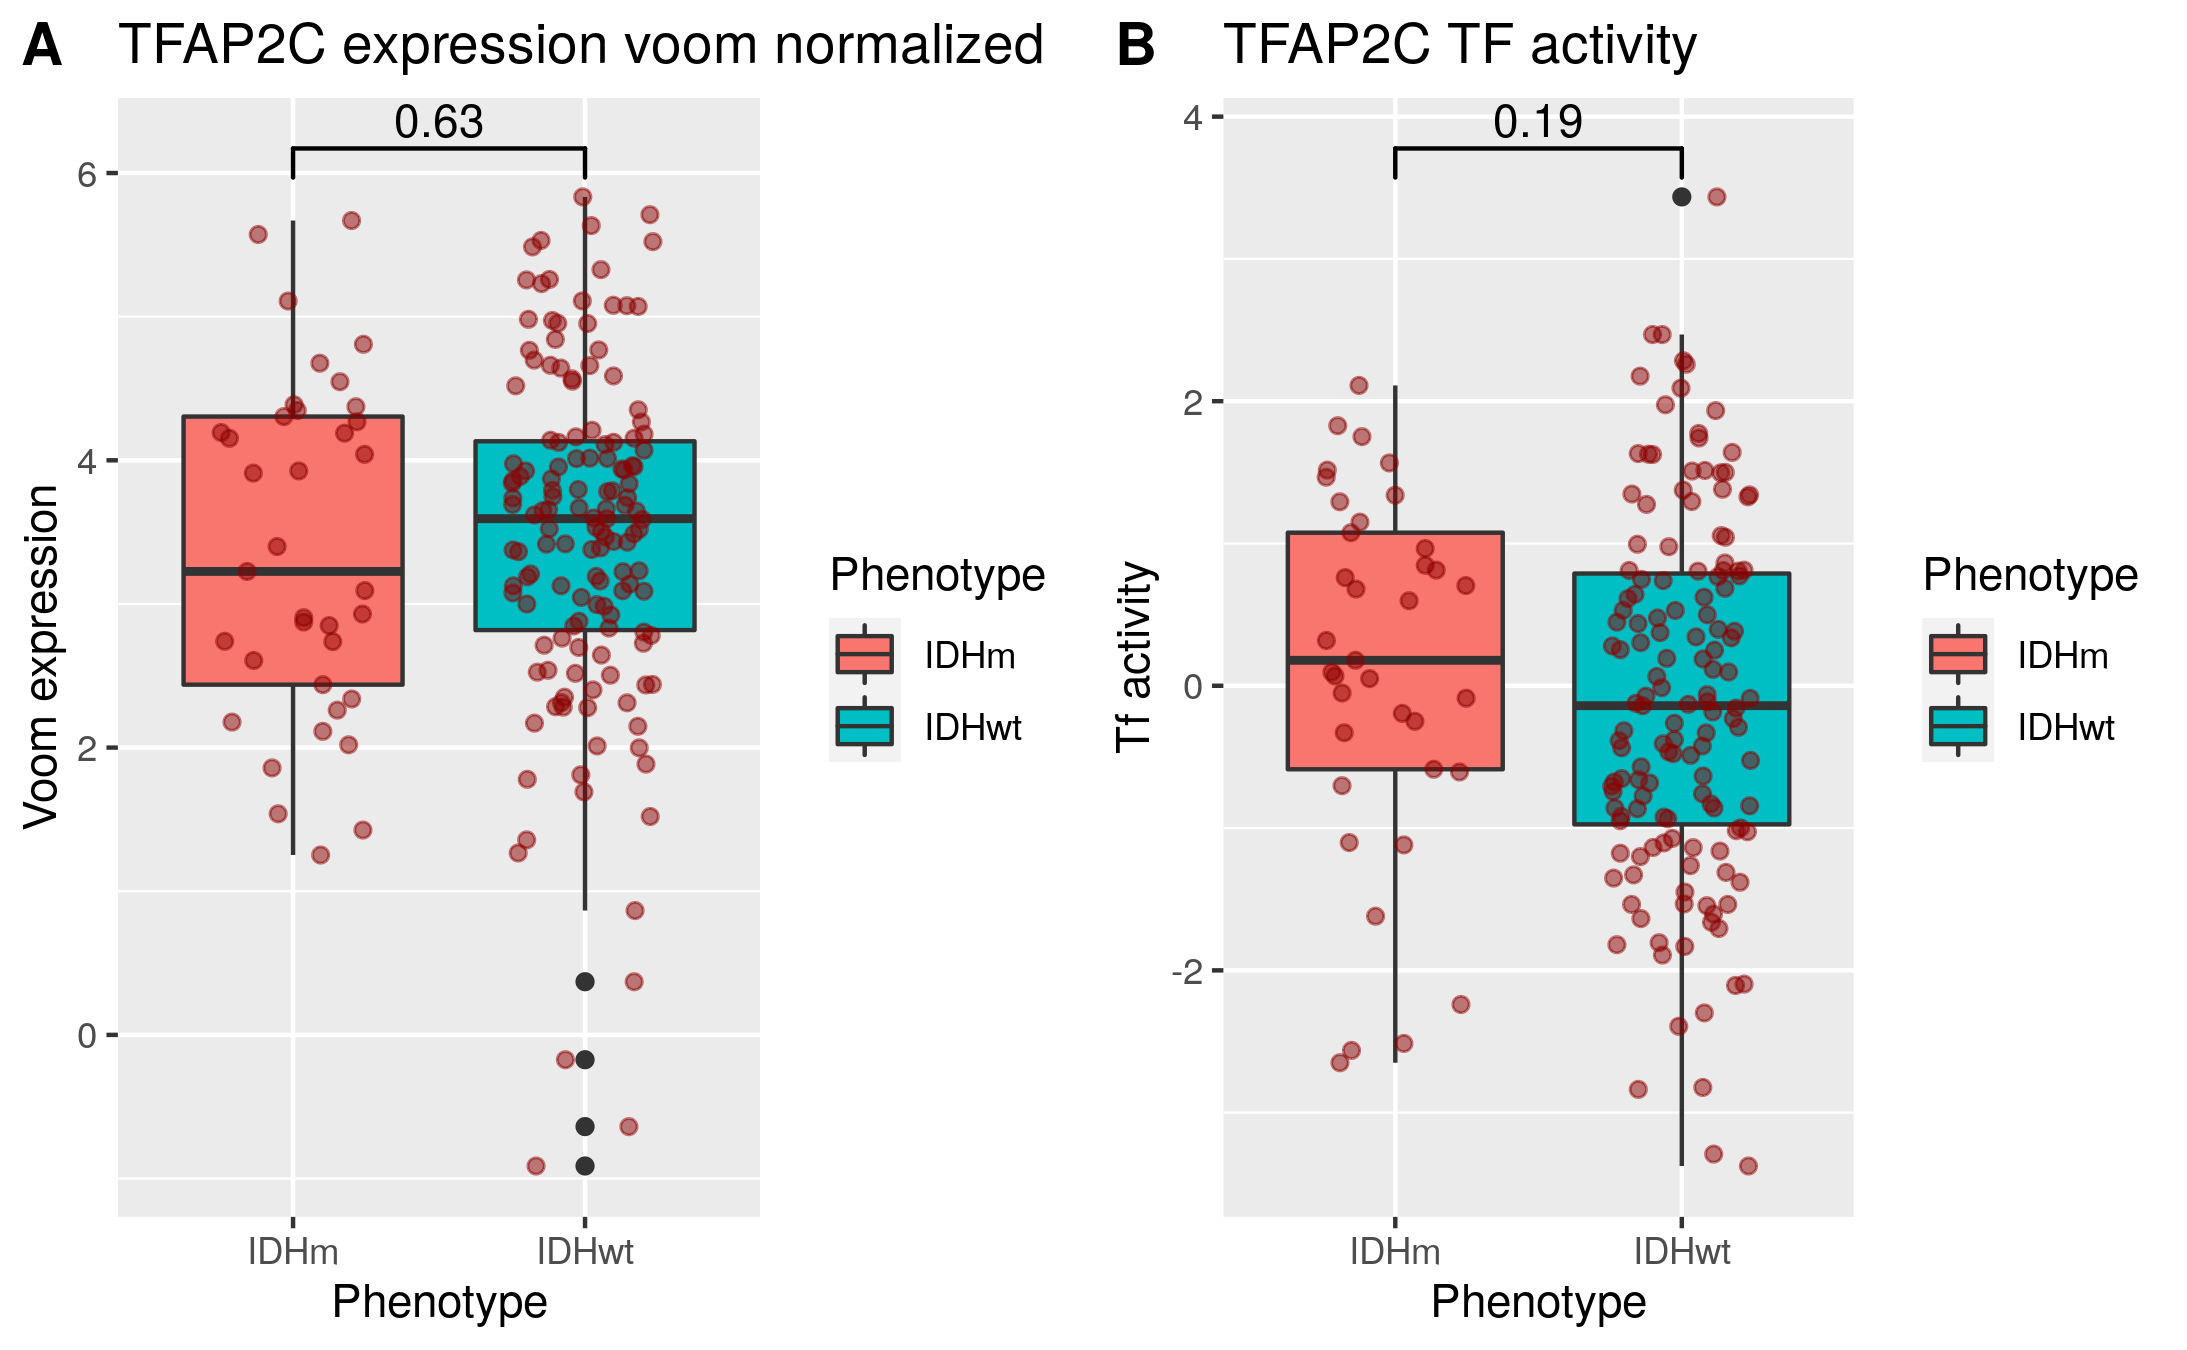 A TFAP2C expression voom normalized
0.63
6
4
2
0
Voom expression
IDHm IDHwt
Phenotype
Phenotype
IDHm
IDHwt
B TFAP2C TF activity
0.19
4
2
0
-2
Tf activity
IDHm IDHwt
Phenotype
Phenotype
IDHm
IDHwt